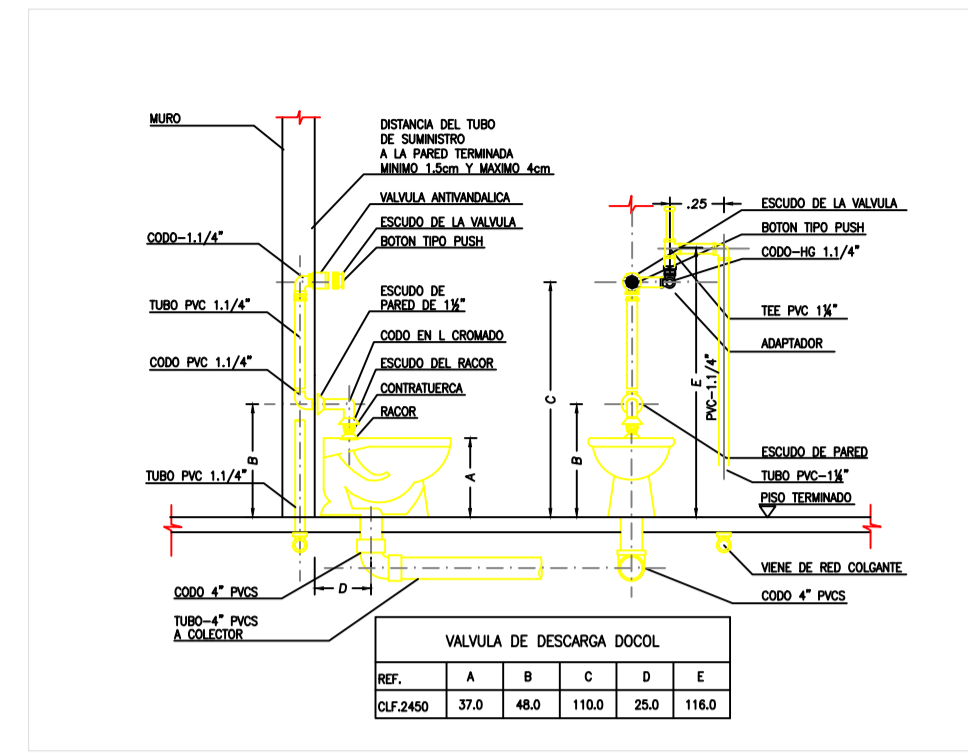 MURO
DISTANCIA DEL TUBO
DE SUMINISTRO
A LA PARED TERMINADA
MINIMO 1.5cm Y MAXIMO 4cm
VALVULA ANTIVANDALICA
ESCUDO DE LA VALVULA
BOTON TIPO PUSH
CODO-1.1/4"
ESCUDO DE
PARED DE 1½"
TUBO PVC 1.1/4"
CODO EN L CROMADO
CODO PVC 1.1/4"
ESCUDO DEL RACOR
CONTRATUERCA
RACOR
B
A
TUBO PVC 1.1/4"
D
CODO 4" PVCS
TUBO-4" PVCS
A COLECTOR
.25
ESCUDO DE LA VALVULA
BOTON TIPO PUSH
CODO-HG 1.1/4"
TEE PVC 1¼"
ADAPTADOR
C
B
E
PVC-1.1/4"
ESCUDO DE PARED
TUBO PVC-1¼"
PISO TERMINADO
VIENE DE RED COLGANTE
CODO 4" PVCS
VALVULA DE DESCARGA DOCOL
REF. A B C D E
CLF.2450 37.0 48.0 110.0 25.0 116.0